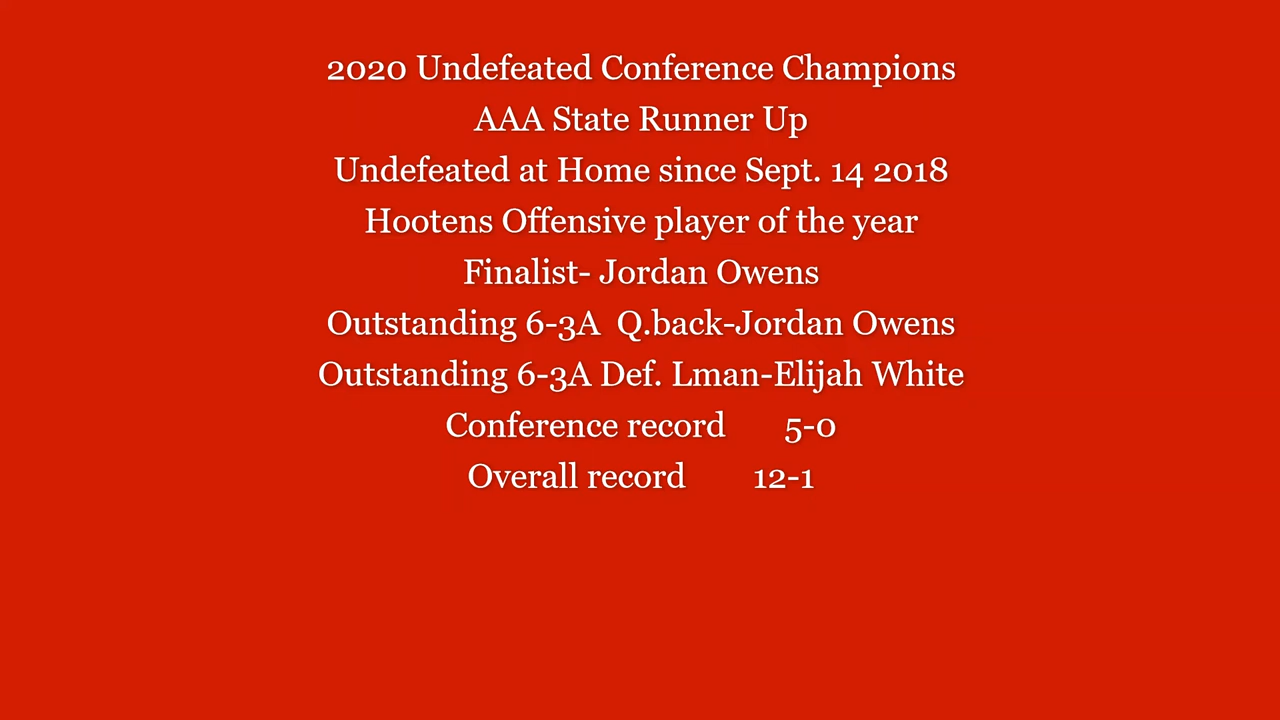 2020 Undefeated Conference Champions
AAA State Runner Up
Undefeated at Home since Sept. 14 2018
Hootens Offensive player of the year
Finalist- Jordan Owens
Outstanding 6-3A  Q.back-Jordan Owens
Outstanding 6-3A Def. Lman-Elijah White
Conference record       5-0
Overall record        12-1